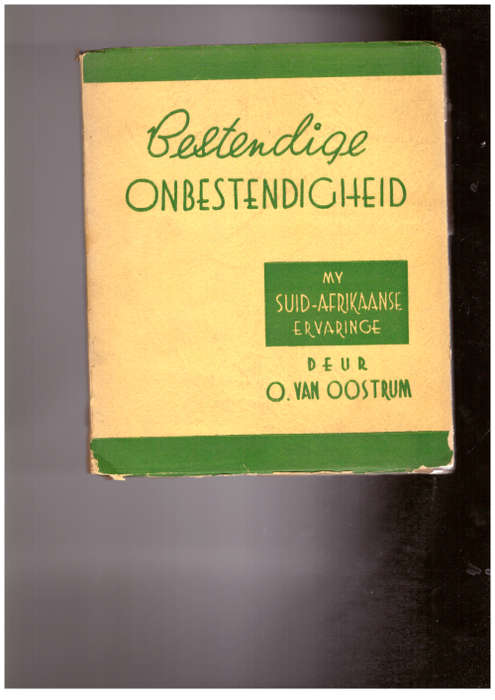 Bestendige
ONBESTENDIGHEID
MY
SUID-AFRIKAANSE
ERVARINGE
DEUR
O. VAN OOSTRUM